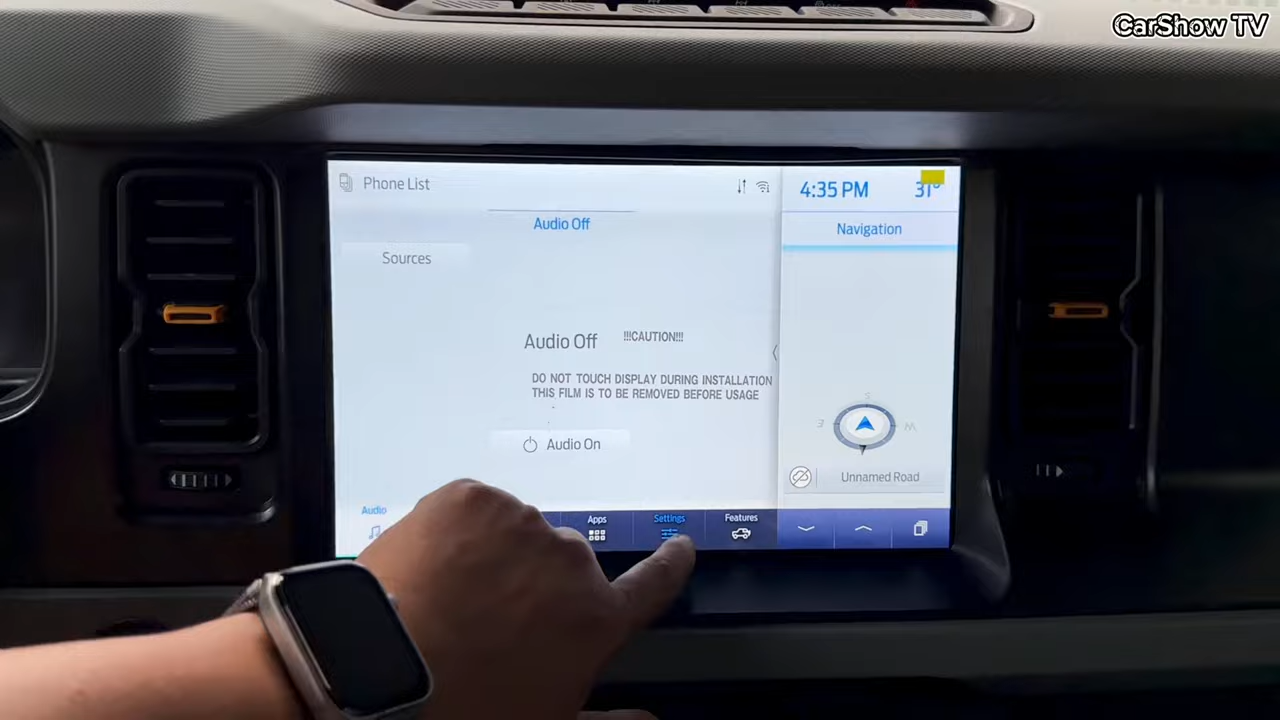 CarShow TV
Phone List
4:35 PM
31°
Audio Off
Navigation
Sources
Audio Off
!!!CAUTION!!!
DO NOT TOUCH DISPLAY DURING INSTALLATION
THIS FILM IS TO BE REMOVED BEFORE USAGE
S
E
W
Audio On
Unnamed Road
Audio
Apps
Settings
Features